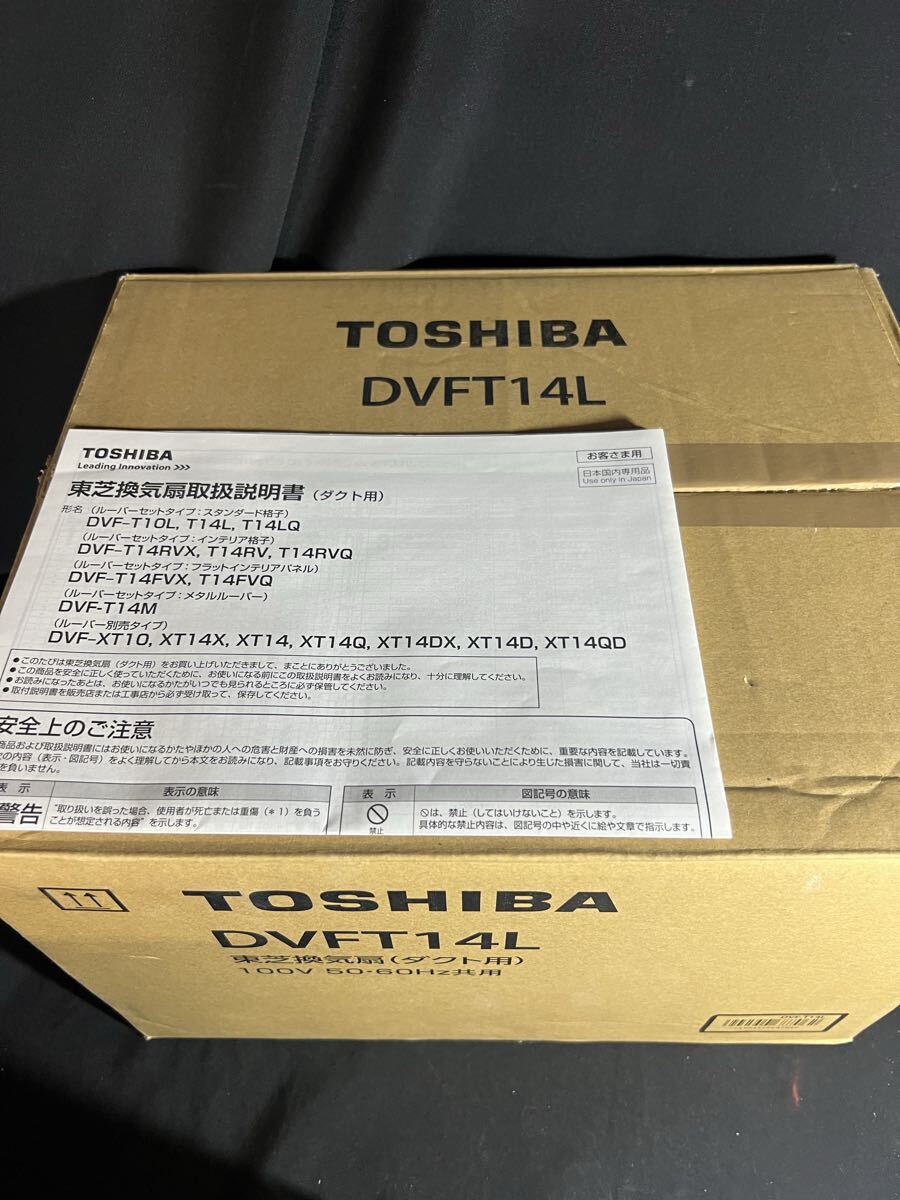 TOSHIBA
DVFT14L
TOSHIBA
Leading Innovation >>>
お客さま用
日本国内専用品
Use only in Japan
東芝換気扇取扱説明書（ダクト用）
形名（ルーバーセットタイプ：スタンダード格子）
DVF-T10L, T14L, T14LQ
（ルーバーセットタイプ：インテリア格子）
DVF-T14RVX, T14RV, T14RVQ
（ルーバーセットタイプ：フラットインテリアパネル）
DVF-T14FVX, T14FVQ
（ルーバーセットタイプ：メタルルーバー）
DVF-T14M
（ルーバー別売タイプ）
DVF-XT10, XT14X, XT14, XT14Q, XT14DX, XT14D, XT14QD
●このたびは東芝換気扇（ダクト用）をお買い上げいただきまして、まことにありがとうございました。
●この商品を安全に正しく使っていただくために、お使いになる前にこの取扱説明書をよくお読みになり、十分に理解してください。
●お読みになったあとは、お使いになるかたがいつでも見られるところに必ず保管してください。
●取付説明書を販売店または工事店から必ず受け取って、保存してください。
安全上のご注意
商品および取扱説明書にはお使いになるかたやほかの人への危害と財産への損害を未然に防ぎ、安全に正しくお使いいただくために、重要な内容を記載しています。
の内容（表示・図記号）をよく理解してから本文をお読みになり、記載事項をお守りください。記載内容を守らないことにより生じた損害に関して、当社は一切責
を負いません。
表 示 表示の意味
警告 "取り扱いを誤った場合、使用者が死亡または重傷（＊1）を負う
ことが想定される内容"を示します。
表 示 図記号の意味
禁止
🚫は、禁止（してはいけないこと）を示します。
具体的な禁止内容は、図記号の中や近くに絵や文章で指示します。
TOSHIBA
DVFT14L
東芝換気扇（ダクト用）
100V 50・60Hz共用
DVF-T14L